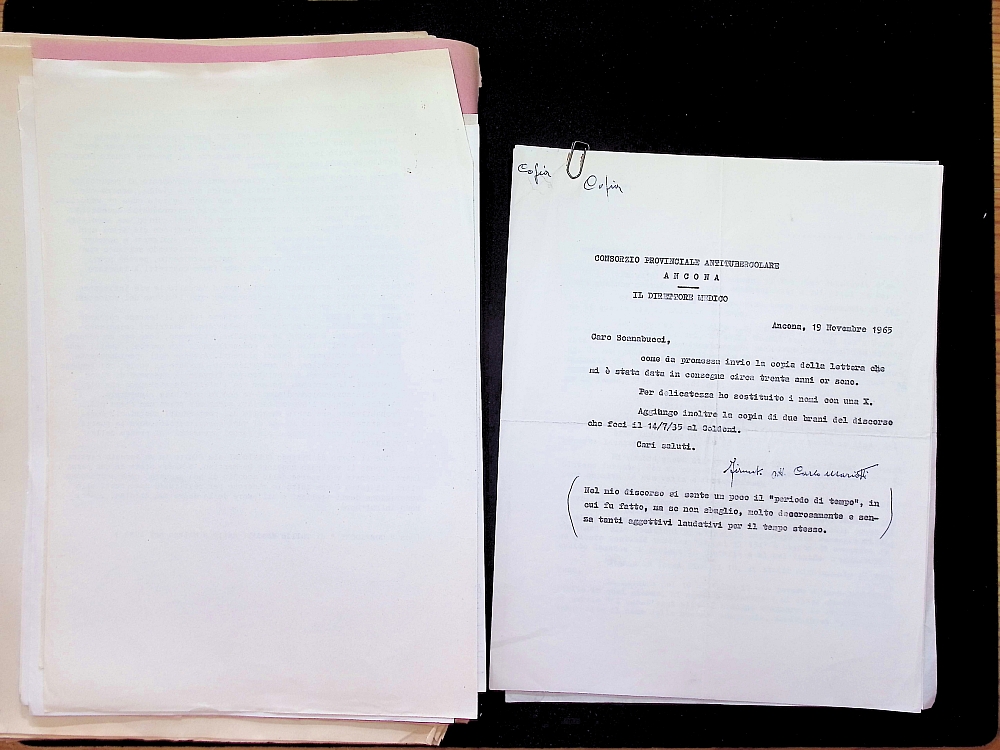 Copia
Copia
CONSORZIO PROVINCIALE ANTITUBERCOLARE
A N C O N A
IL DIRETTORE MEDICO
Ancona, 19 Novembre 1965
Caro Scannabucci,
come da promessa invio la copia della lettera che
mi è stata data in consegna circa trenta anni or sono.
Per delicatezza ho sostituito i nomi con una X.
Aggiungo inoltre la copia di due brani del discorso
che feci il 14/7/35 al Goldoni.
Cari saluti.
Carlo Mariotti
(Nel mio discorso si sente un poco il "periodo di tempo", in
cui fu fatto, ma se non sbaglio, molto decorosamente e sen-
za tanti aggettivi laudativi per il tempo stesso.)